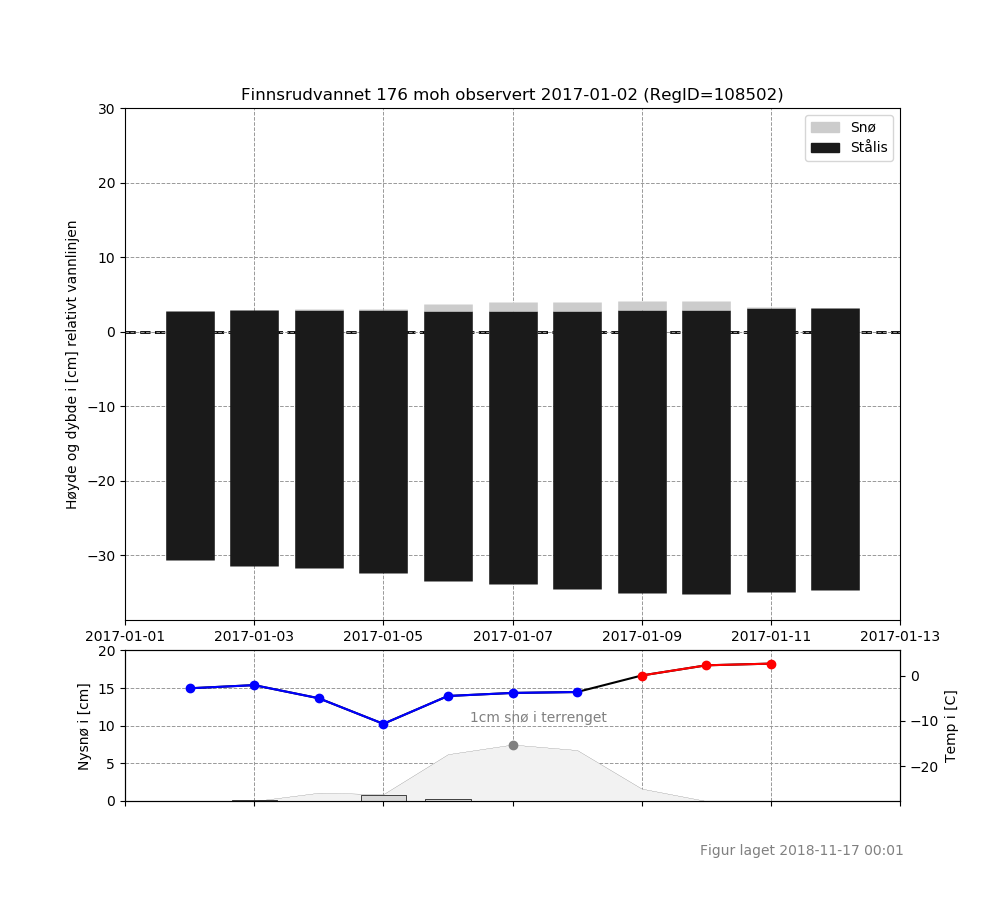 Finnsrudvannet 176 moh observert 2017-01-02 (RegID=108502)
Høyde og dybde i [cm] relativt vannlinjen
30
20
10
0
−10
−20
−30
Snø
Stålis
2017-01-01 2017-01-03 2017-01-05 2017-01-07 2017-01-09 2017-01-11 2017-01-13
Nysnø i [cm]
20
15
10
5
0
1cm snø i terrenget
0
−10
−20
Temp i [C]
Figur laget 2018-11-17 00:01